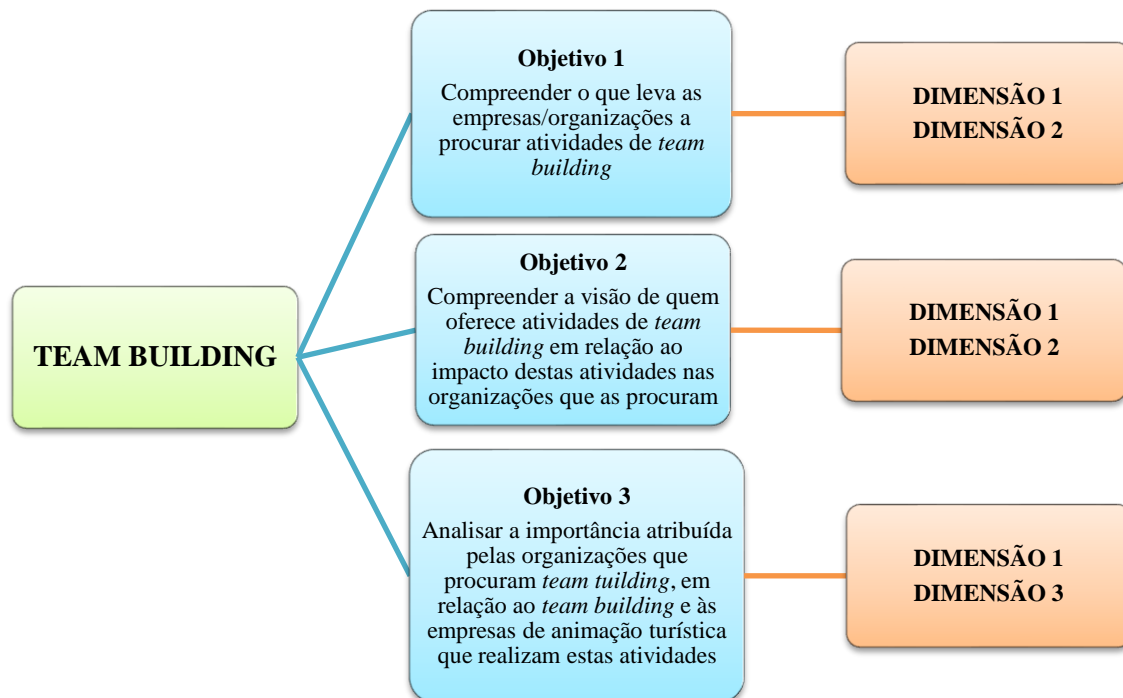 Objetivo 1
Compreender o que leva as
empresas/organizações a
procurar atividades de team
building
DIMENSÃO 1
DIMENSÃO 2
TEAM BUILDING
Objetivo 2
Compreender a visão de quem
oferece atividades de team
building em relação ao
impacto destas atividades nas
organizações que as procuram
DIMENSÃO 1
DIMENSÃO 2
Objetivo 3
Analisar a importância atribuída
pelas organizações que
procuram team tuilding, em
relação ao team building e às
empresas de animação turística
que realizam estas atividades
DIMENSÃO 1
DIMENSÃO 3